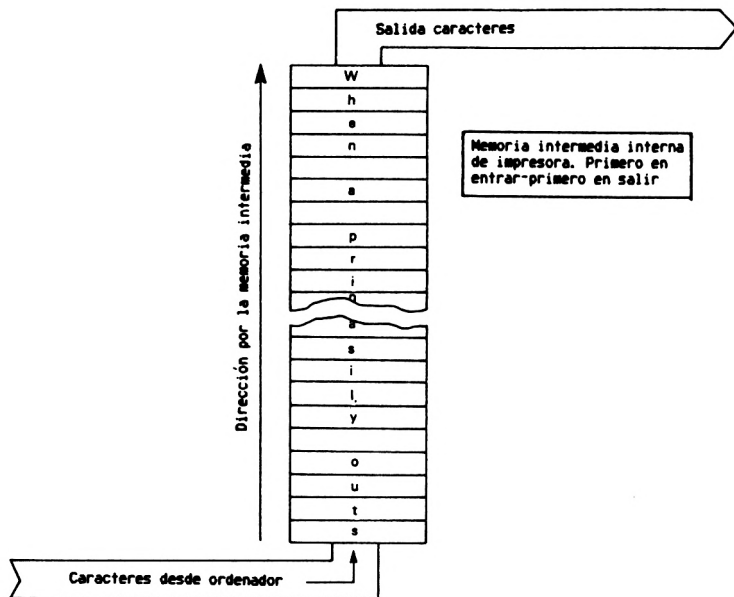 Salida caracteres
W
h
e
n
a
p
r
i
n
a
s
i
l
y
o
u
t
s
Memoria intermedia interna
de impresora. Primero en
entrar-primero en salir
Dirección por la memoria intermedia
Caracteres desde ordenador